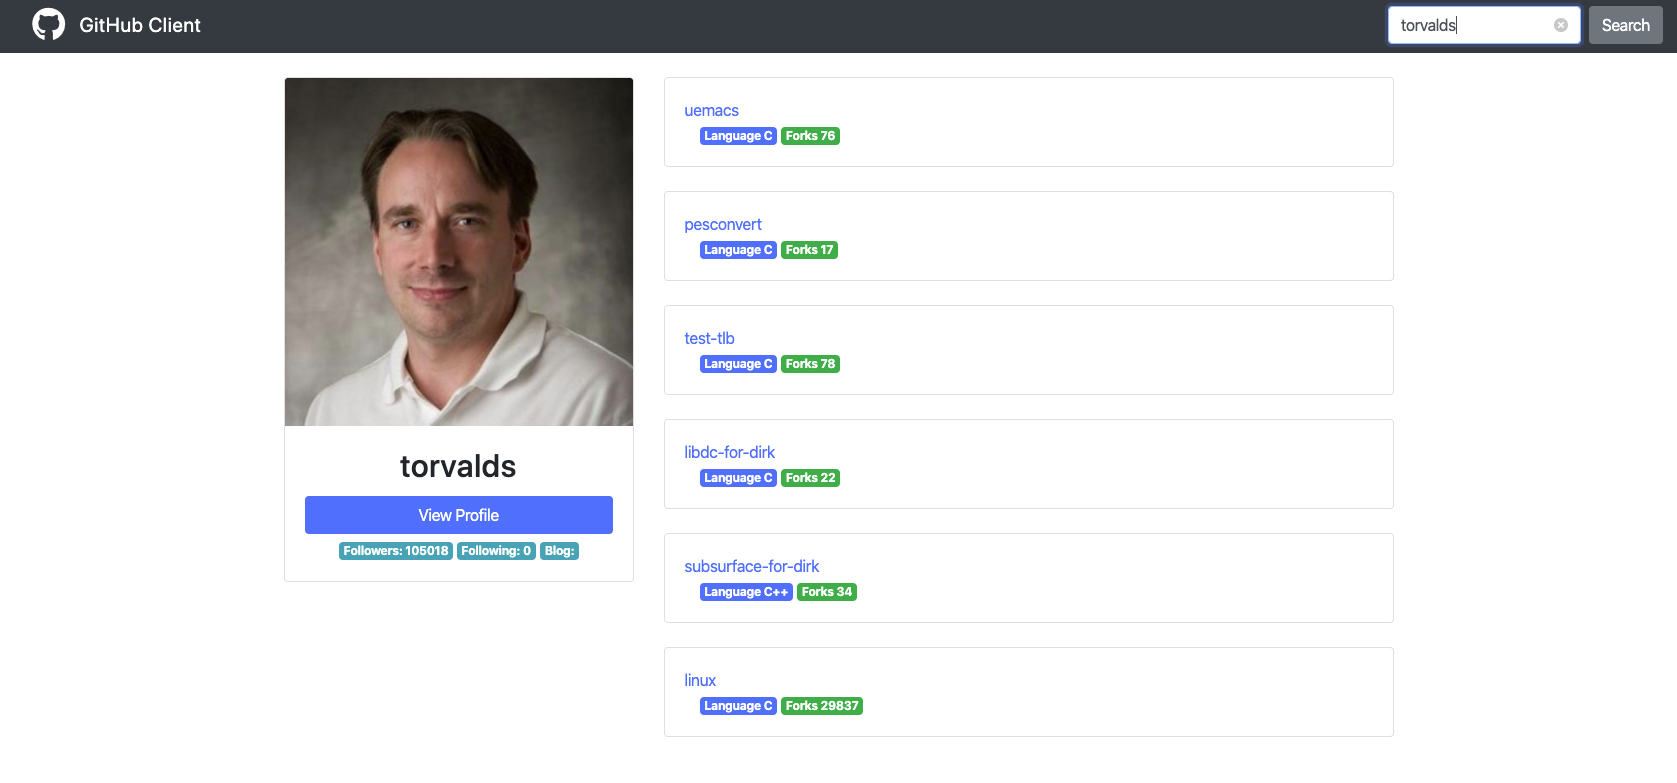 GitHub Client
torvalds
Search
torvalds
View Profile
Followers: 105018 Following: 0 Blog:
uemacs
Language C Forks 76
pesconvert
Language C Forks 17
test-tlb
Language C Forks 78
libdc-for-dirk
Language C Forks 22
subsurface-for-dirk
Language C++ Forks 34
linux
Language C Forks 29837